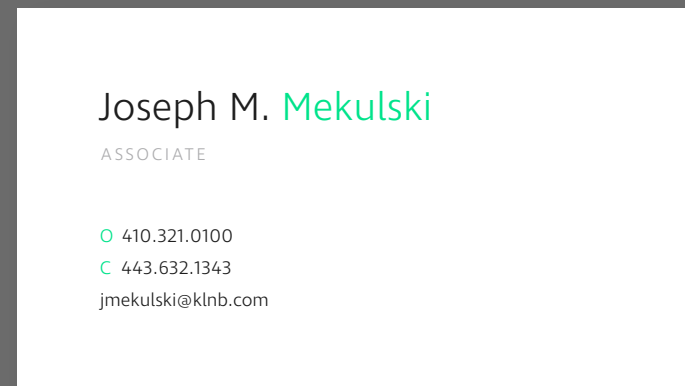 Joseph M. Mekulski
ASSOCIATE
O 410.321.0100
C 443.632.1343
jmekulski@klnb.com